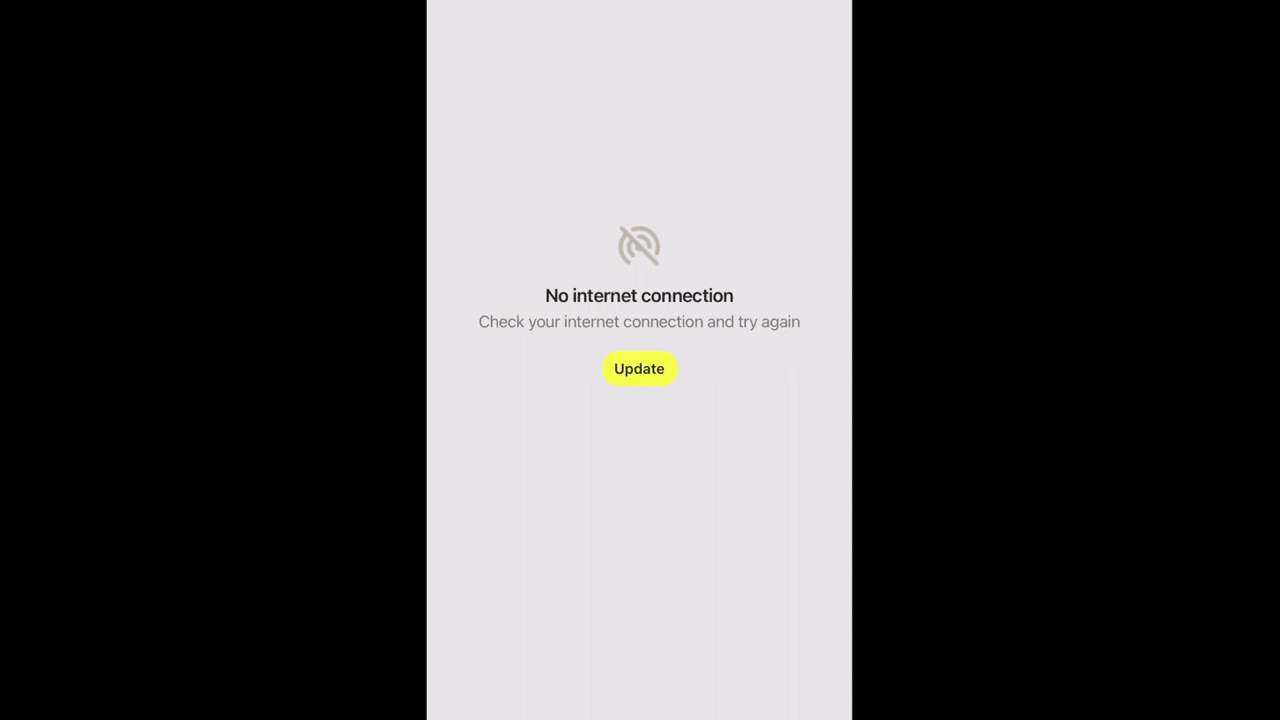 No internet connection
Check your internet connection and try again
Update